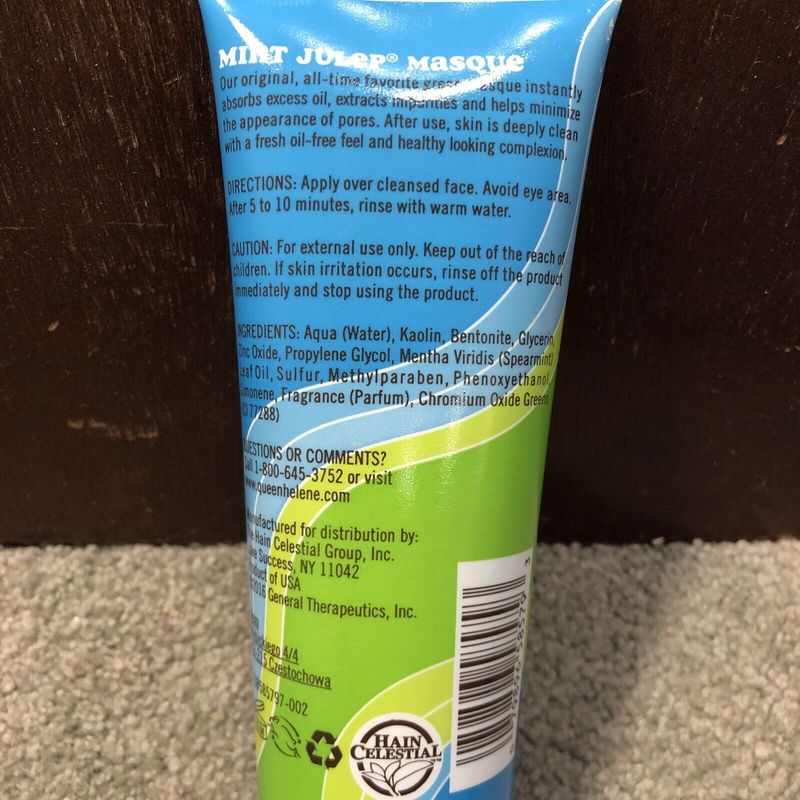 MINT JULEP® MASQUE
Our original, all-time favorite green masque instantly
absorbs excess oil, extracts impurities and helps minimize
the appearance of pores. After use, skin is deeply clean
with a fresh oil-free feel and healthy looking complexion.
DIRECTIONS: Apply over cleansed face. Avoid eye area.
After 5 to 10 minutes, rinse with warm water.
CAUTION: For external use only. Keep out of the reach of
children. If skin irritation occurs, rinse off the product
immediately and stop using the product.
INGREDIENTS: Aqua (Water), Kaolin, Bentonite, Glycerin,
Zinc Oxide, Propylene Glycol, Mentha Viridis (Spearmint)
Leaf Oil, Sulfur, Methylparaben, Phenoxyethanol,
Limonene, Fragrance (Parfum), Chromium Oxide Greens
(CI 77288)
QUESTIONS OR COMMENTS?
Call 1-800-645-3752 or visit
www.queenhelene.com
Manufactured for distribution by:
The Hain Celestial Group, Inc.
Lake Success, NY 11042
Product of USA
©2016 General Therapeutics, Inc.
4/4
Czestochowa
585797-002
HAIN
CELESTIAL™